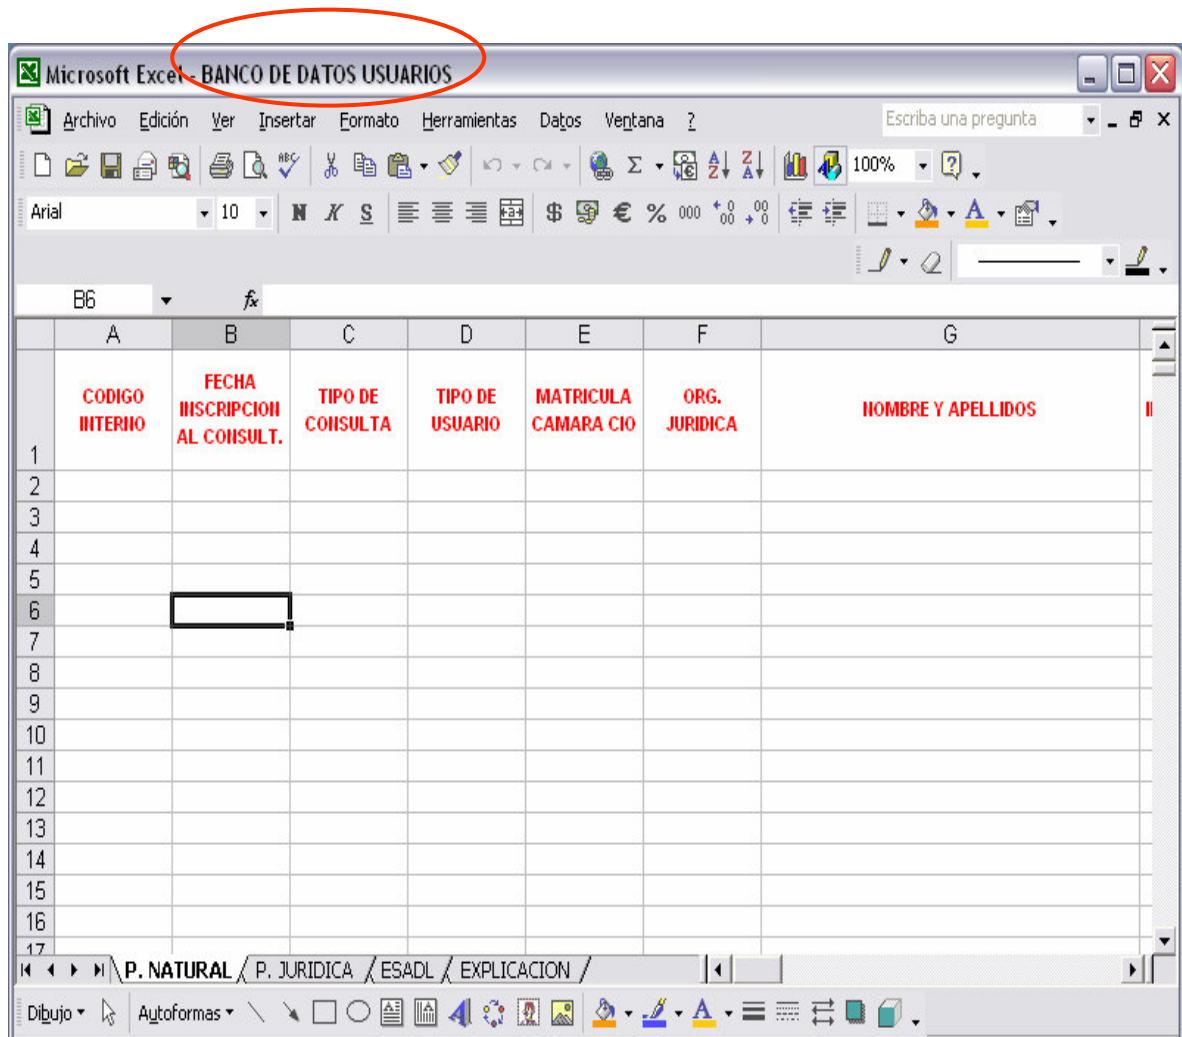 Microsoft Excel - BANCO DE DATOS USUARIOS
Archivo Edición Ver Insertar Formato Herramientas Datos Ventana ? Escriba una pregunta
ABC Σ A Z Z A 100% ?
Arial 10 N K S $ € % 000 A
B6 fx
A B C D E F G
1 CODIGO INTERNO FECHA INSCRIPCION AL CONSULT. TIPO DE CONSULTA TIPO DE USUARIO MATRICULA CAMARA CIO ORG. JURIDICA NOMBRE Y APELLIDOS
2
3
4
5
6
7
8
9
10
11
12
13
14
15
16
17
P. NATURAL P. JURIDICA ESADL EXPLICACION
Dibujo Autoformas A